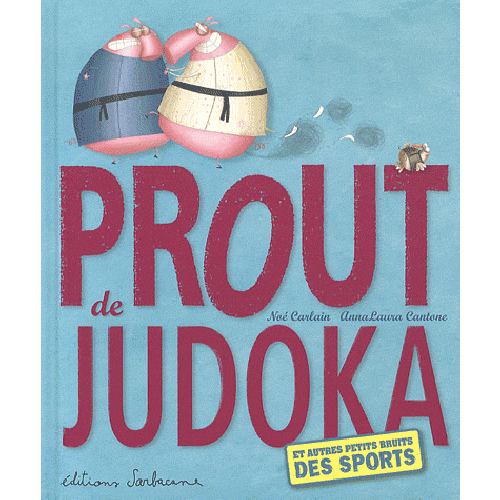 PROUT
de
Noé Carlain AnnaLaura Cantone
JUDOKA
ET AUTRES PETITS BRUITS
DES SPORTS
éditions Sarbacane